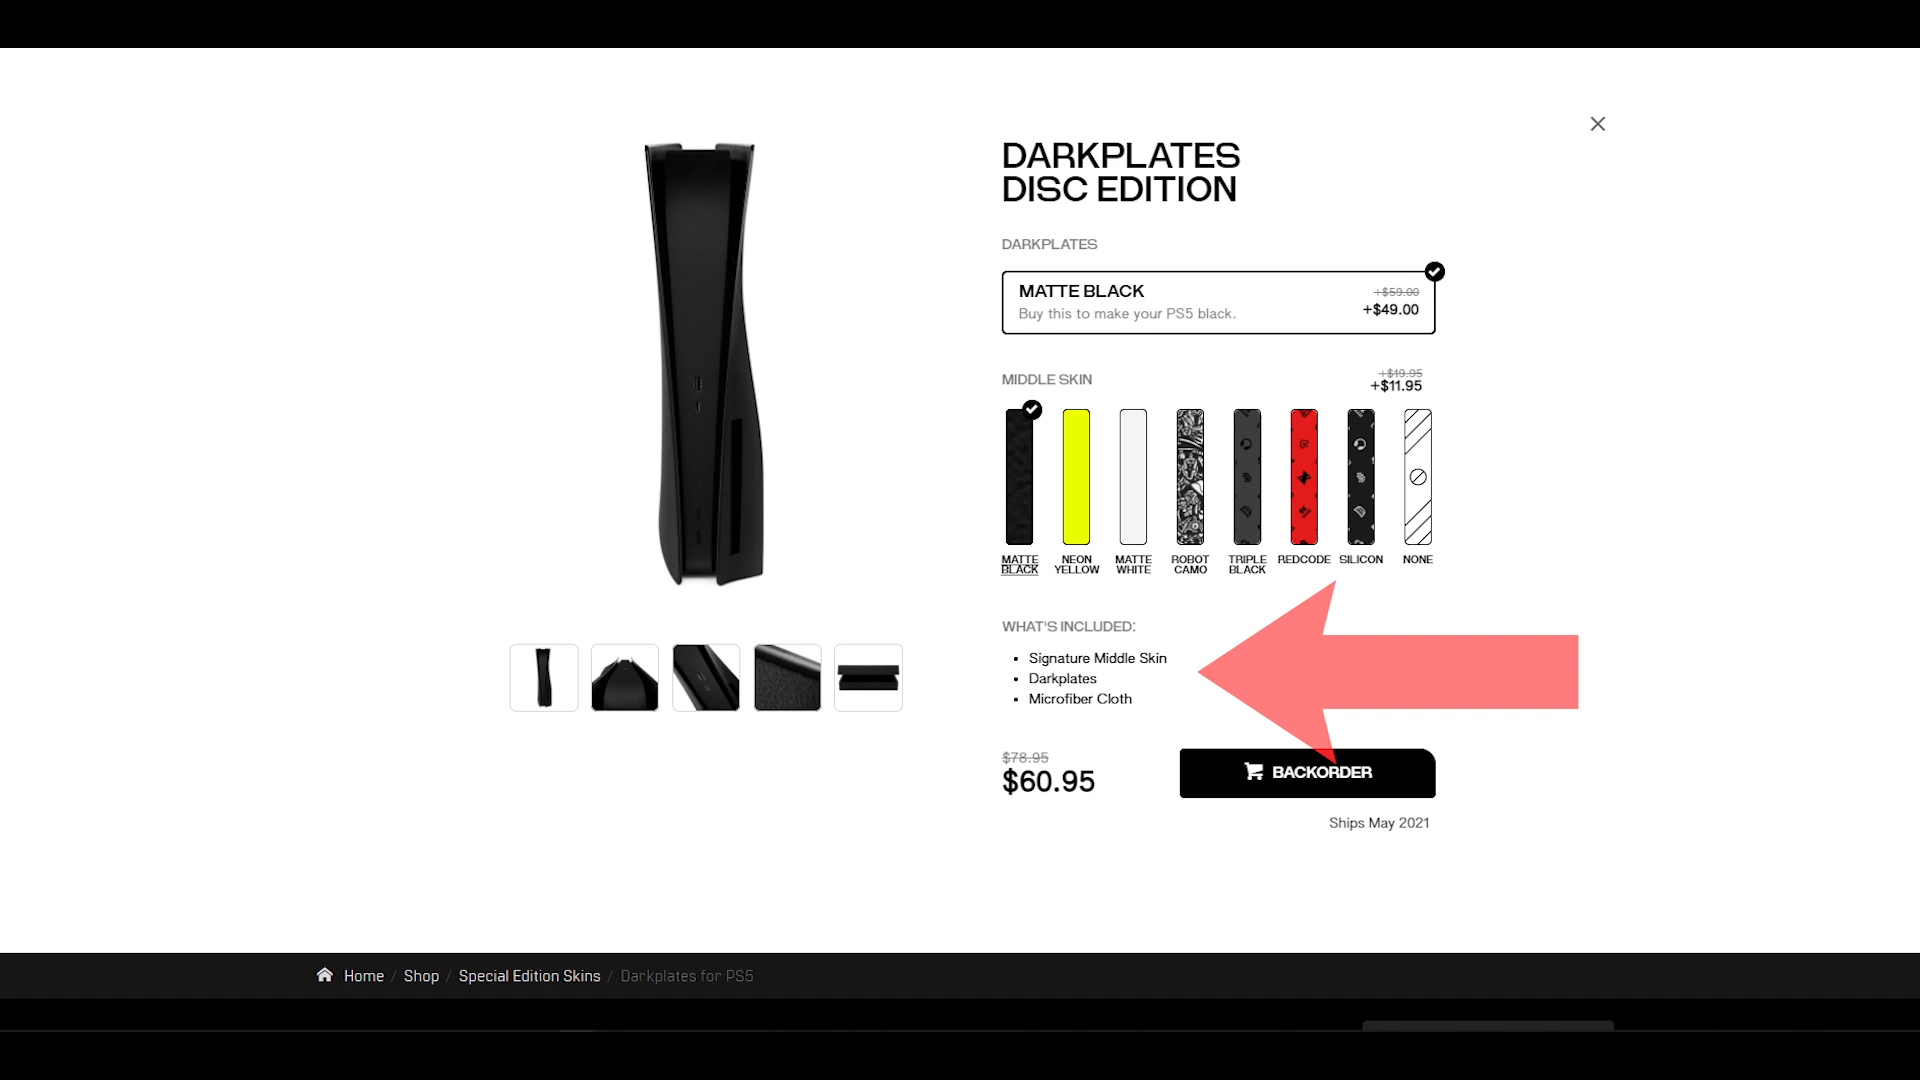 DARKPLATES
DISC EDITION
DARKPLATES
MATTE BLACK
+$59.00
Buy this to make your PS5 black.
+$49.00
MIDDLE SKIN
+$19.95
+$11.95
MATTE
BLACK
NEON
YELLOW
MATTE
WHITE
ROBOT
CAMO
TRIPLE
BLACK
REDCODE
SILICON
NONE
WHAT'S INCLUDED:
• Signature Middle Skin
• Darkplates
• Microfiber Cloth
$78.95
$60.95
BACKORDER
Ships May 2021
Home / Shop / Special Edition Skins / Darkplates for PS5